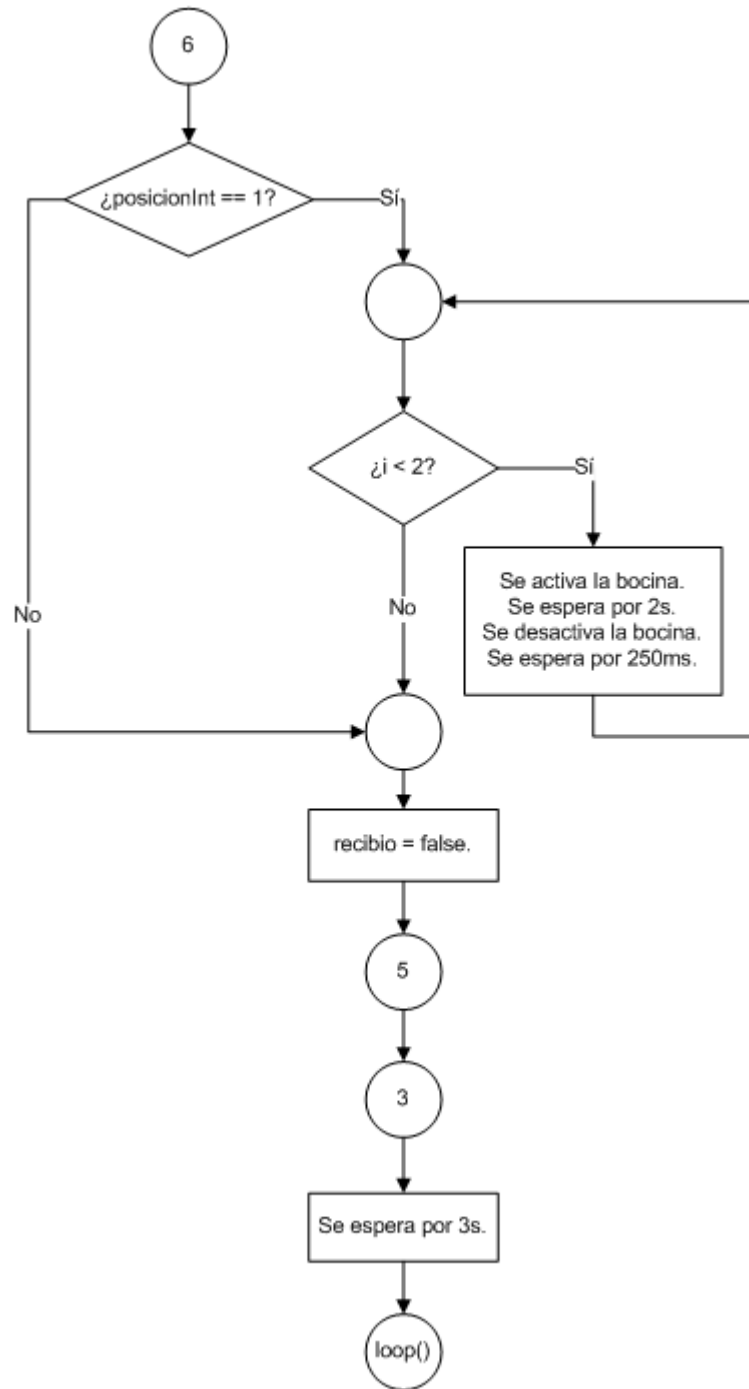 6
¿posicionInt == 1?
Sí
¿i < 2?
Sí
Se activa la bocina.
Se espera por 2s.
Se desactiva la bocina.
Se espera por 250ms.
No
No
recibio = false.
5
3
Se espera por 3s.
loop()